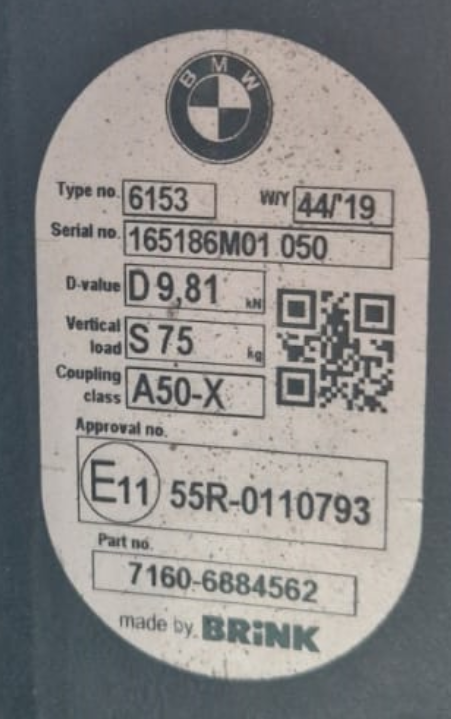 BMW
Type no. 6153 W/Y 44/'19
Serial no. 165186M01 050
D-value D 9,81 kN
Vertical load S 75 kg
Coupling class A50-X
Approval no.
E11 55R-0110793
Part no.
7160-6884562
made by BRiNK